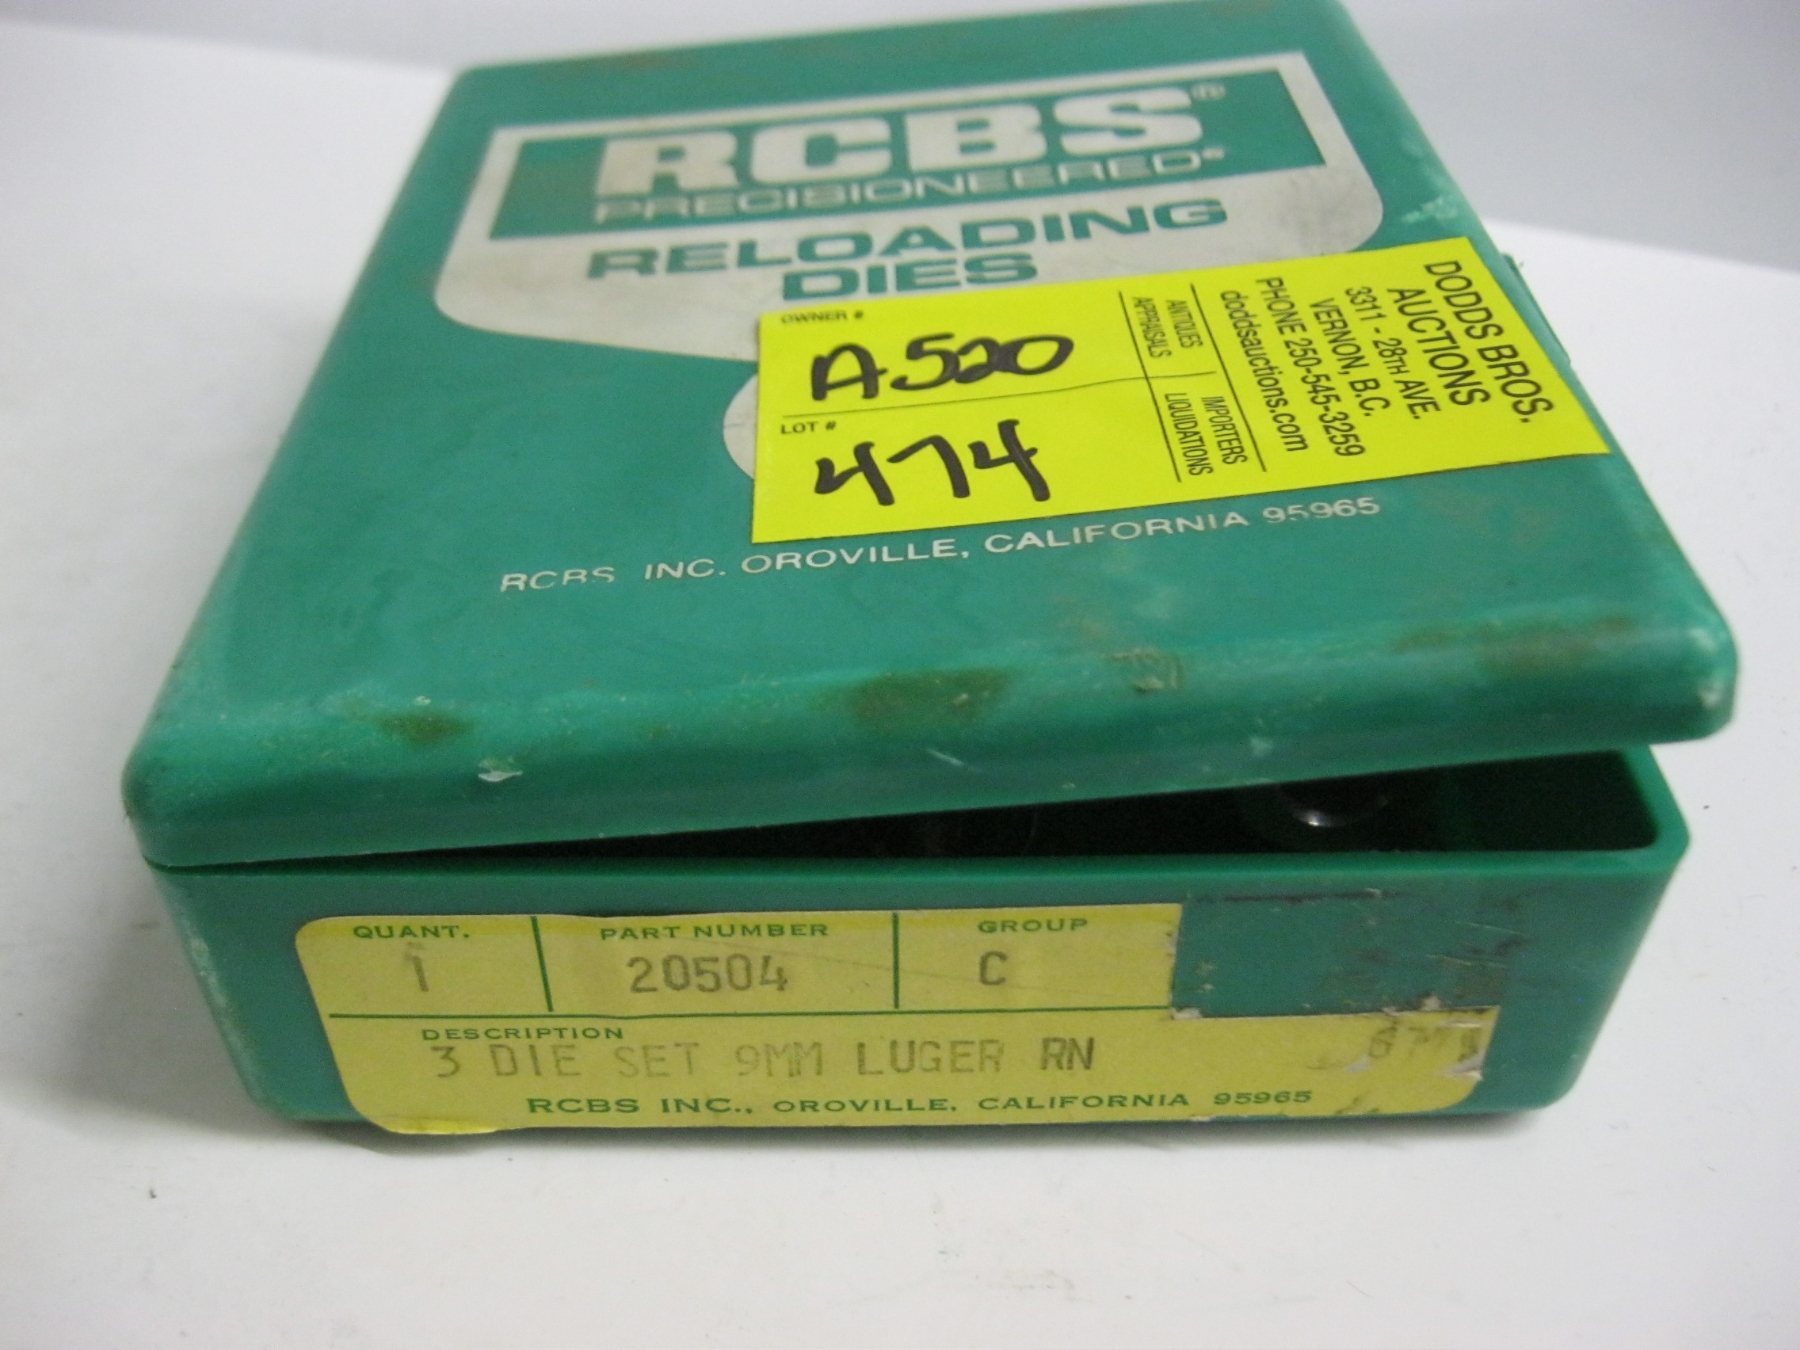 RCBS®
PRECISIONEERED®
RELOADING
DIES
OWNER #
A520
LOT #
474
ANTIQUES
APPRAISALS
IMPORTERS
LIQUIDATIONS
DODDS BROS.
AUCTIONS
3311 - 28TH AVE.
VERNON, B.C.
PHONE 250-545-3259
doddsauctions.com
RCBS INC. OROVILLE, CALIFORNIA 95965
QUANT. PART NUMBER GROUP
1 20504 C
DESCRIPTION
3 DIE SET 9MM LUGER RN
RCBS INC., OROVILLE, CALIFORNIA 95965